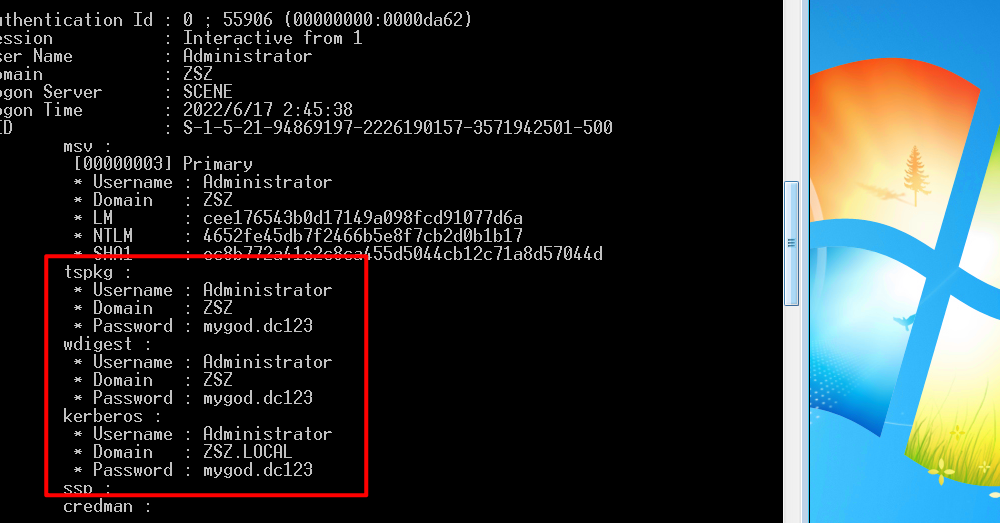 uthentication Id : 0 ; 55906 (00000000:0000da62)
ession : Interactive from 1
ser Name : Administrator
omain : ZSZ
ogon Server : SCENE
ogon Time : 2022/6/17 2:45:38
ID : S-1-5-21-94869197-2226190157-3571942501-500
msv :
[00000003] Primary
* Username : Administrator
* Domain : ZSZ
* LM : cee176543b0d17149a098fcd91077d6a
* NTLM : 4652fe45db7f2466b5e8f7cb2d0b1b17
* SHA1 : ec8b772a41e2c8ca455d5044cb12c71a8d57044d
tspkg :
* Username : Administrator
* Domain : ZSZ
* Password : mygod.dc123
wdigest :
* Username : Administrator
* Domain : ZSZ
* Password : mygod.dc123
kerberos :
* Username : Administrator
* Domain : ZSZ.LOCAL
* Password : mygod.dc123
ssp :
credman :